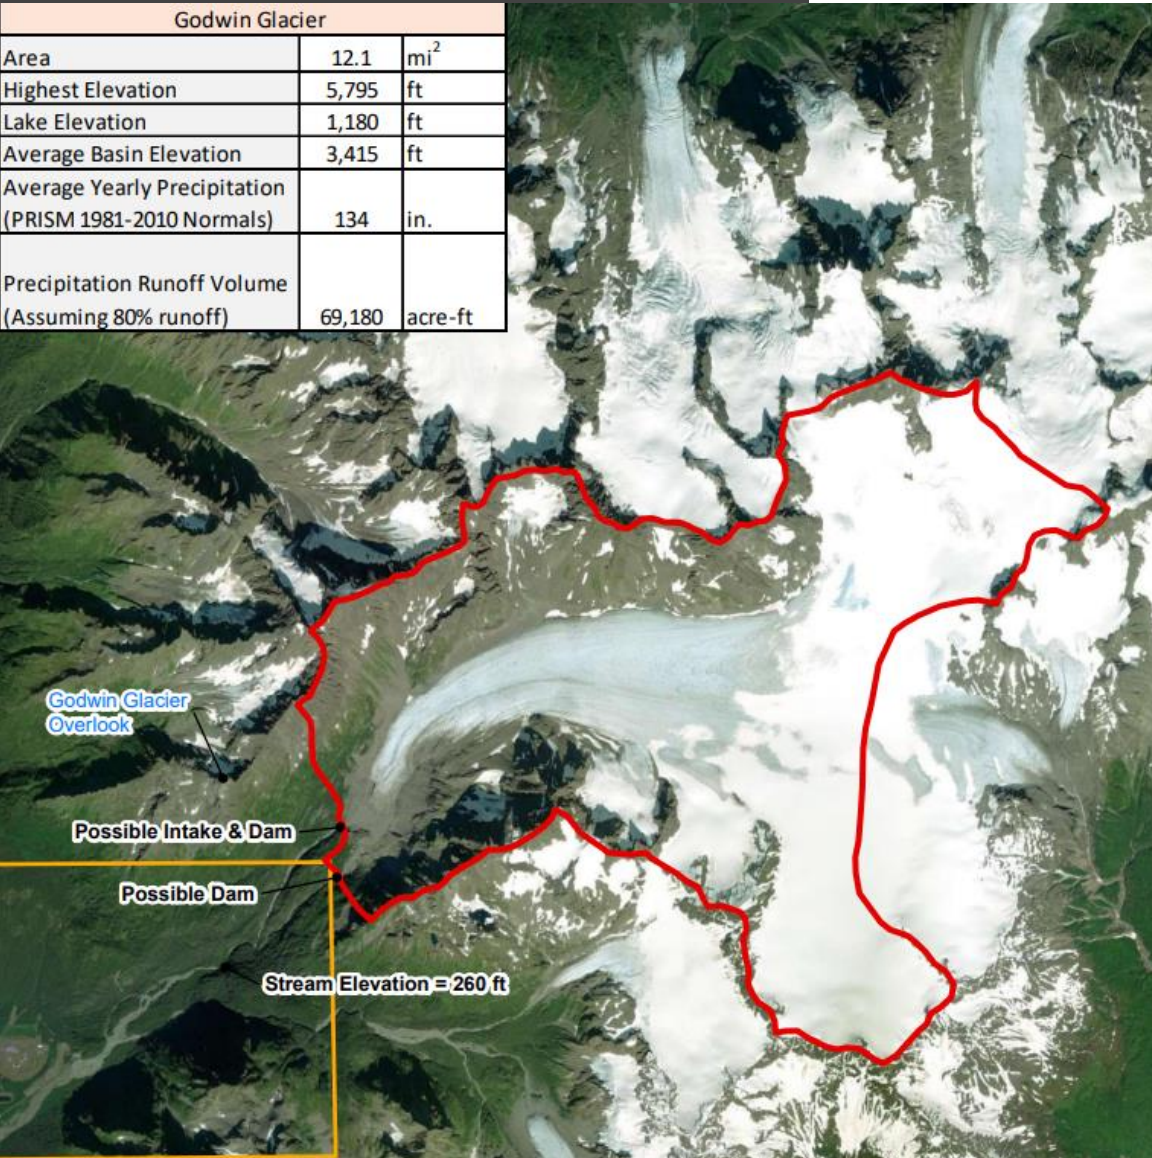 Godwin Glacier
Area 12.1 mi²
Highest Elevation 5,795 ft
Lake Elevation 1,180 ft
Average Basin Elevation 3,415 ft
Average Yearly Precipitation
(PRISM 1981-2010 Normals) 134 in.
Precipitation Runoff Volume
(Assuming 80% runoff) 69,180 acre-ft
Godwin Glacier
Overlook
Possible Intake & Dam
Possible Dam
Stream Elevation = 260 ft